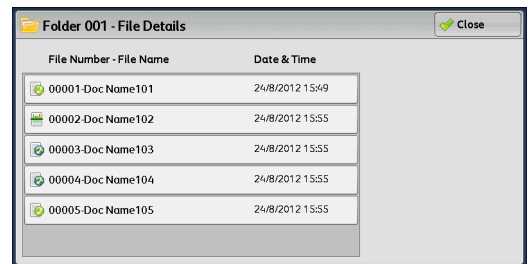 Folder 001 - File Details
Close
File Number - File Name Date & Time
00001-Doc Name101 24/8/2012 15:49
00002-Doc Name102 24/8/2012 15:55
00003-Doc Name103 24/8/2012 15:55
00004-Doc Name104 24/8/2012 15:55
00005-Doc Name105 24/8/2012 15:55